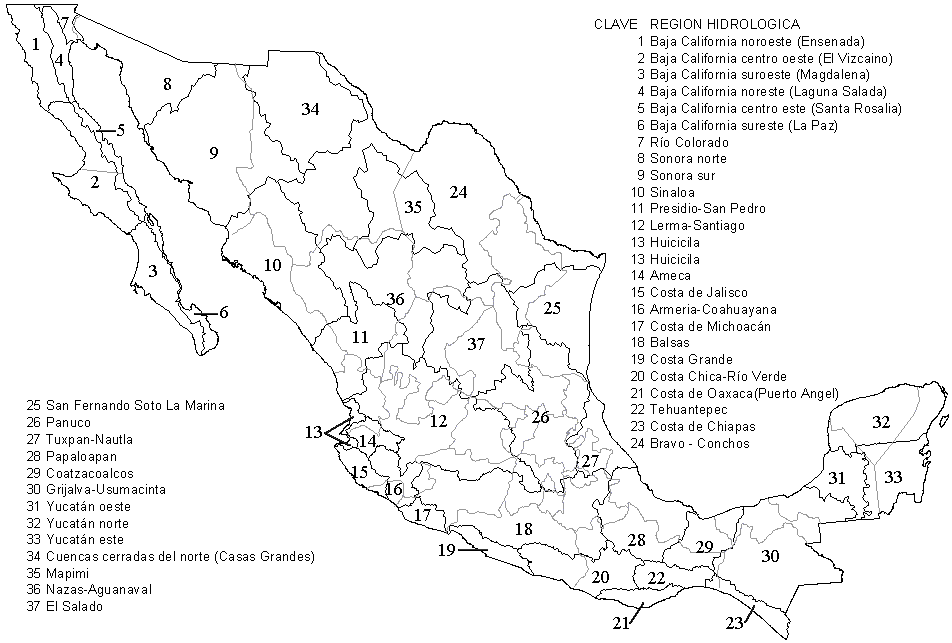 CLAVE REGION HIDROLOGICA
1 Baja California noroeste (Ensenada)
2 Baja California centro oeste (El Vizcaino)
3 Baja California suroeste (Magdalena)
4 Baja California noreste (Laguna Salada)
5 Baja California centro este (Santa Rosalia)
6 Baja California sureste (La Paz)
7 Río Colorado
8 Sonora norte
9 Sonora sur
10 Sinaloa
11 Presidio-San Pedro
12 Lerma-Santiago
13 Huicicila
13 Huicicila
14 Ameca
15 Costa de Jalisco
16 Armeria-Coahuayana
17 Costa de Michoacán
18 Balsas
19 Costa Grande
20 Costa Chica-Río Verde
21 Costa de Oaxaca(Puerto Angel)
22 Tehuantepec
23 Costa de Chiapas
24 Bravo - Conchos
25 San Fernando Soto La Marina
26 Panuco
27 Tuxpan-Nautla
28 Papaloapan
29 Coatzacoalcos
30 Grijalva-Usumacinta
31 Yucatán oeste
32 Yucatán norte
33 Yucatán este
34 Cuencas cerradas del norte (Casas Grandes)
35 Mapimi
36 Nazas-Aguanaval
37 El Salado
7
1
4
8
34
5
9
2
24
35
10
3
36
25
6
11
37
12
26
32
13
14
27
15
31
33
16
17
18
28
29
19
30
20
22
21
23